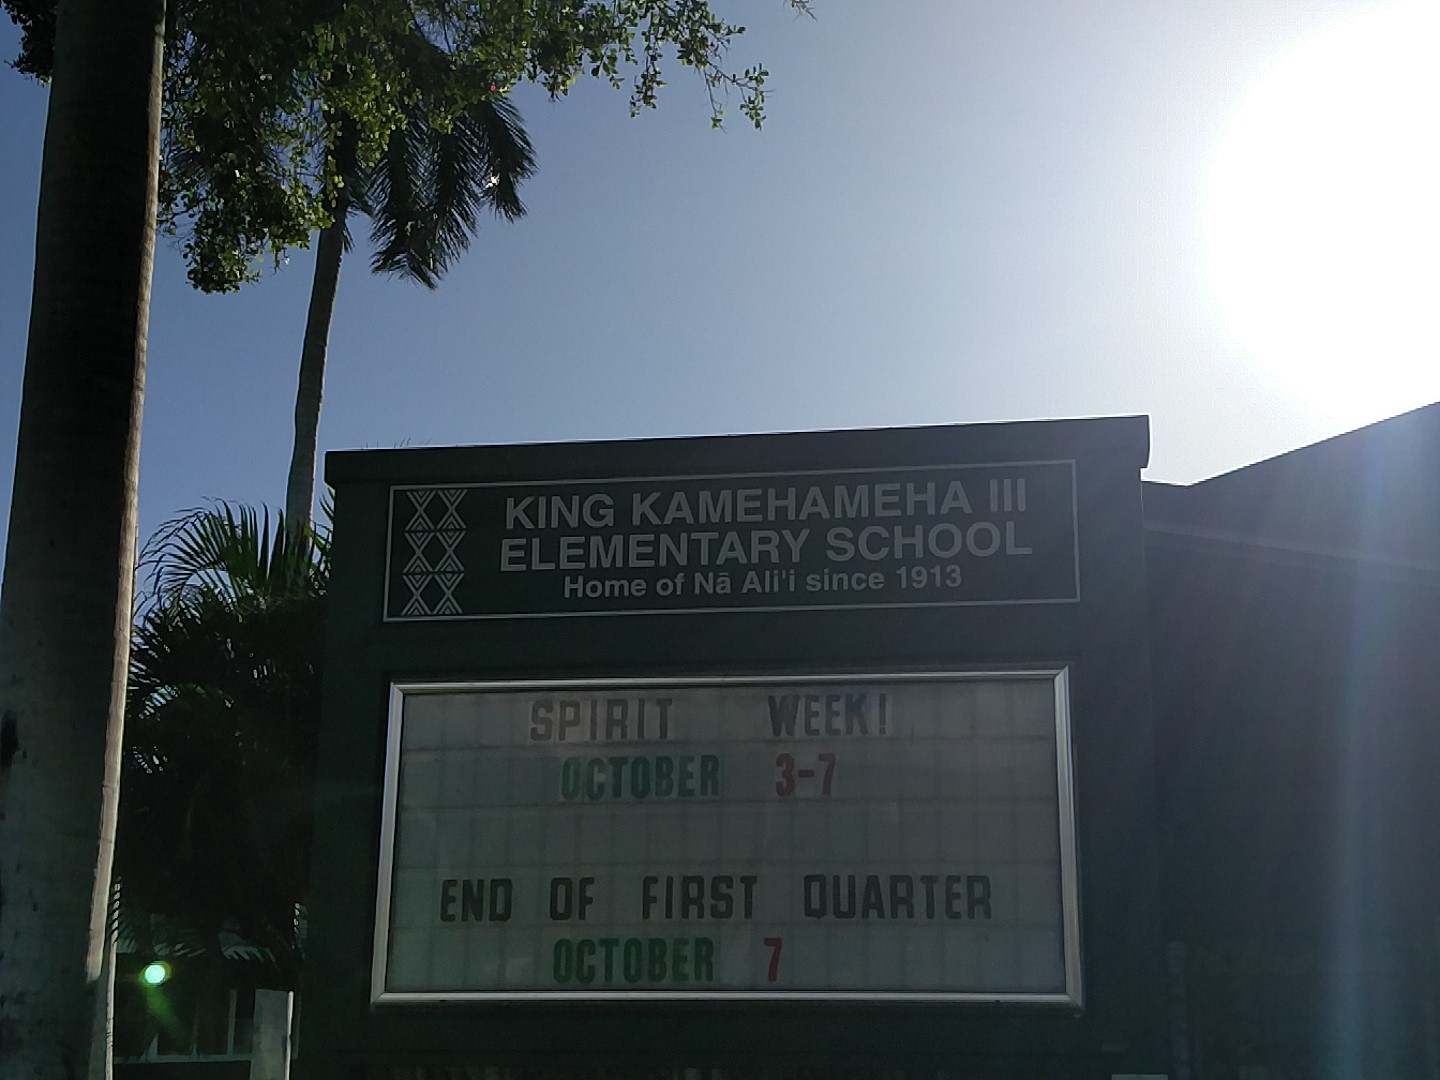 KING KAMEHAMEHA III
ELEMENTARY SCHOOL
Home of Nā Ali'i since 1913
SPIRIT WEEK!
OCTOBER 3-7
END OF FIRST QUARTER
OCTOBER 7